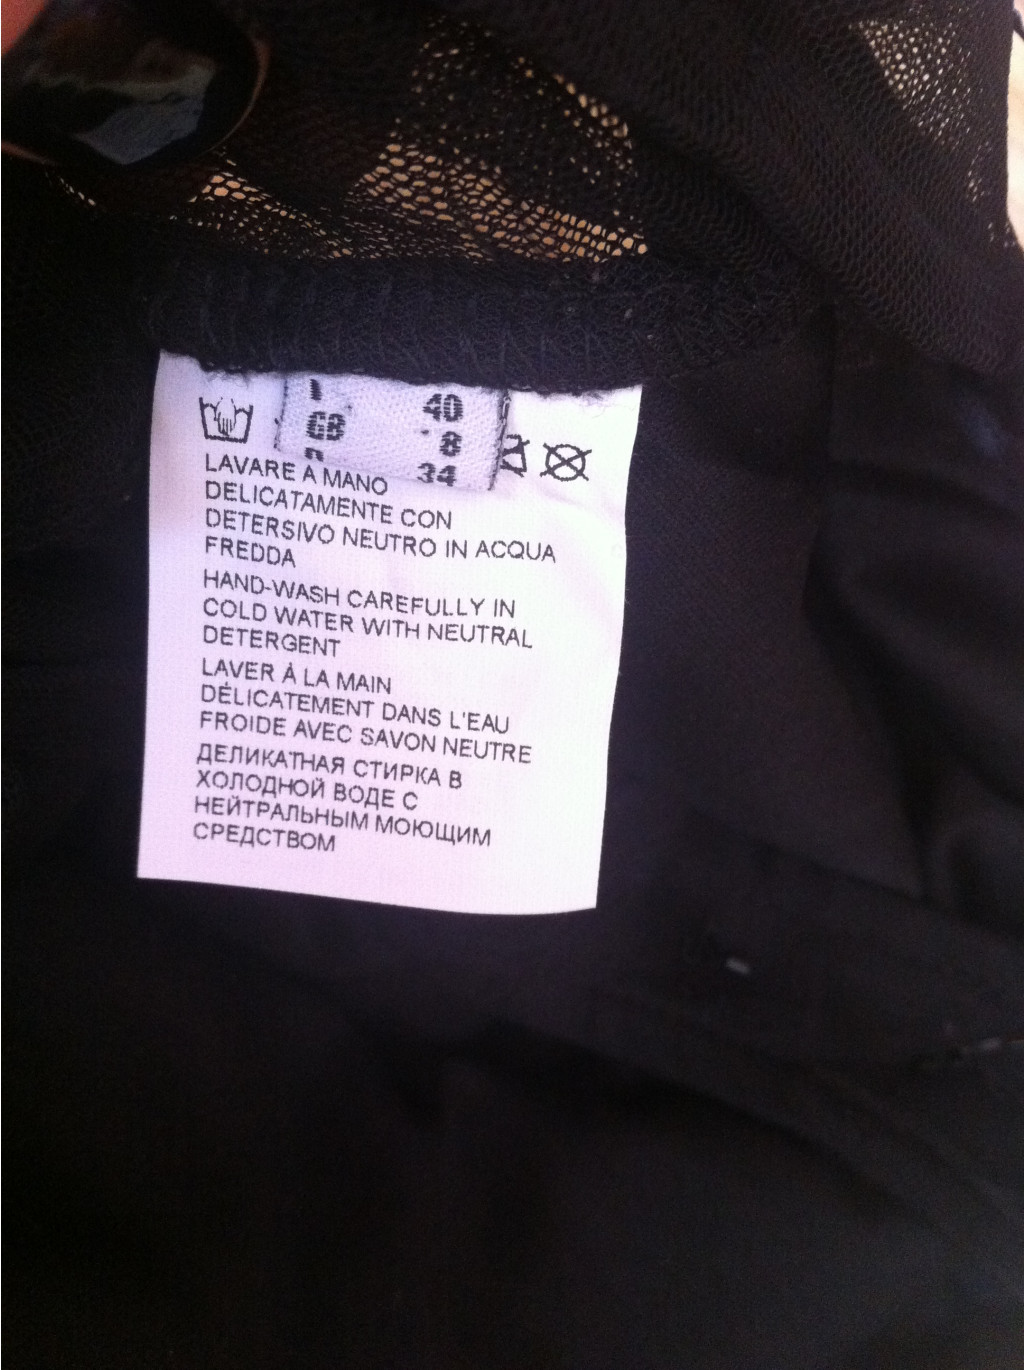 I 40
GB 8
D 34
LAVARE A MANO
DELICATAMENTE CON
DETERSIVO NEUTRO IN ACQUA
FREDDA
HAND-WASH CAREFULLY IN
COLD WATER WITH NEUTRAL
DETERGENT
LAVER À LA MAIN
DÉLICATEMENT DANS L'EAU
FROIDE AVEC SAVON NEUTRE
ДЕЛИКАТНАЯ СТИРКА В
ХОЛОДНОЙ ВОДЕ С
НЕЙТРАЛЬНЫМ МОЮЩИМ
СРЕДСТВОМ